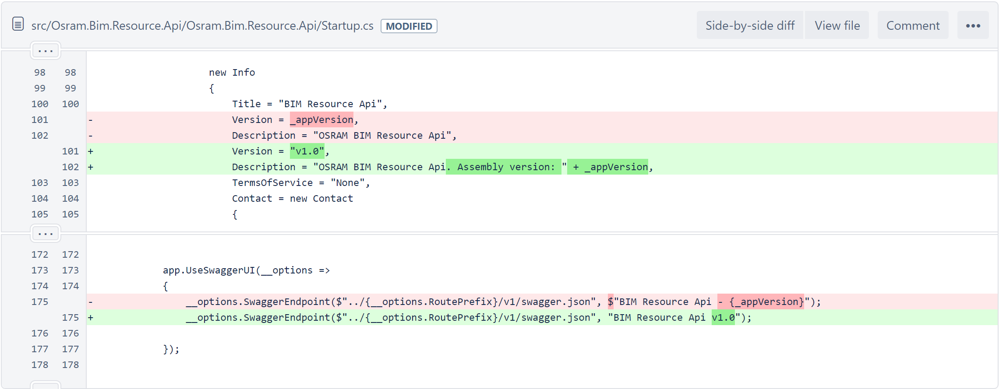 src/Osram.Bim.Resource.Api/Osram.Bim.Resource.Api/Startup.cs MODIFIED Side-by-side diff View file Comment •••
...
98 98 new Info
99 99 {
100 100 Title = "BIM Resource Api",
101 - Version = _appVersion,
102 - Description = "OSRAM BIM Resource Api",
101 + Version = "v1.0",
102 + Description = "OSRAM BIM Resource Api. Assembly version: " + _appVersion,
103 103 TermsOfService = "None",
104 104 Contact = new Contact
105 105 {
...
172 172
173 173 app.UseSwaggerUI(__options =>
174 174 {
175 - __options.SwaggerEndpoint($"../{__options.RoutePrefix}/v1/swagger.json", $"BIM Resource Api - {_appVersion}");
175 + __options.SwaggerEndpoint($"../{__options.RoutePrefix}/v1/swagger.json", "BIM Resource Api v1.0");
176 176
177 177 });
178 178